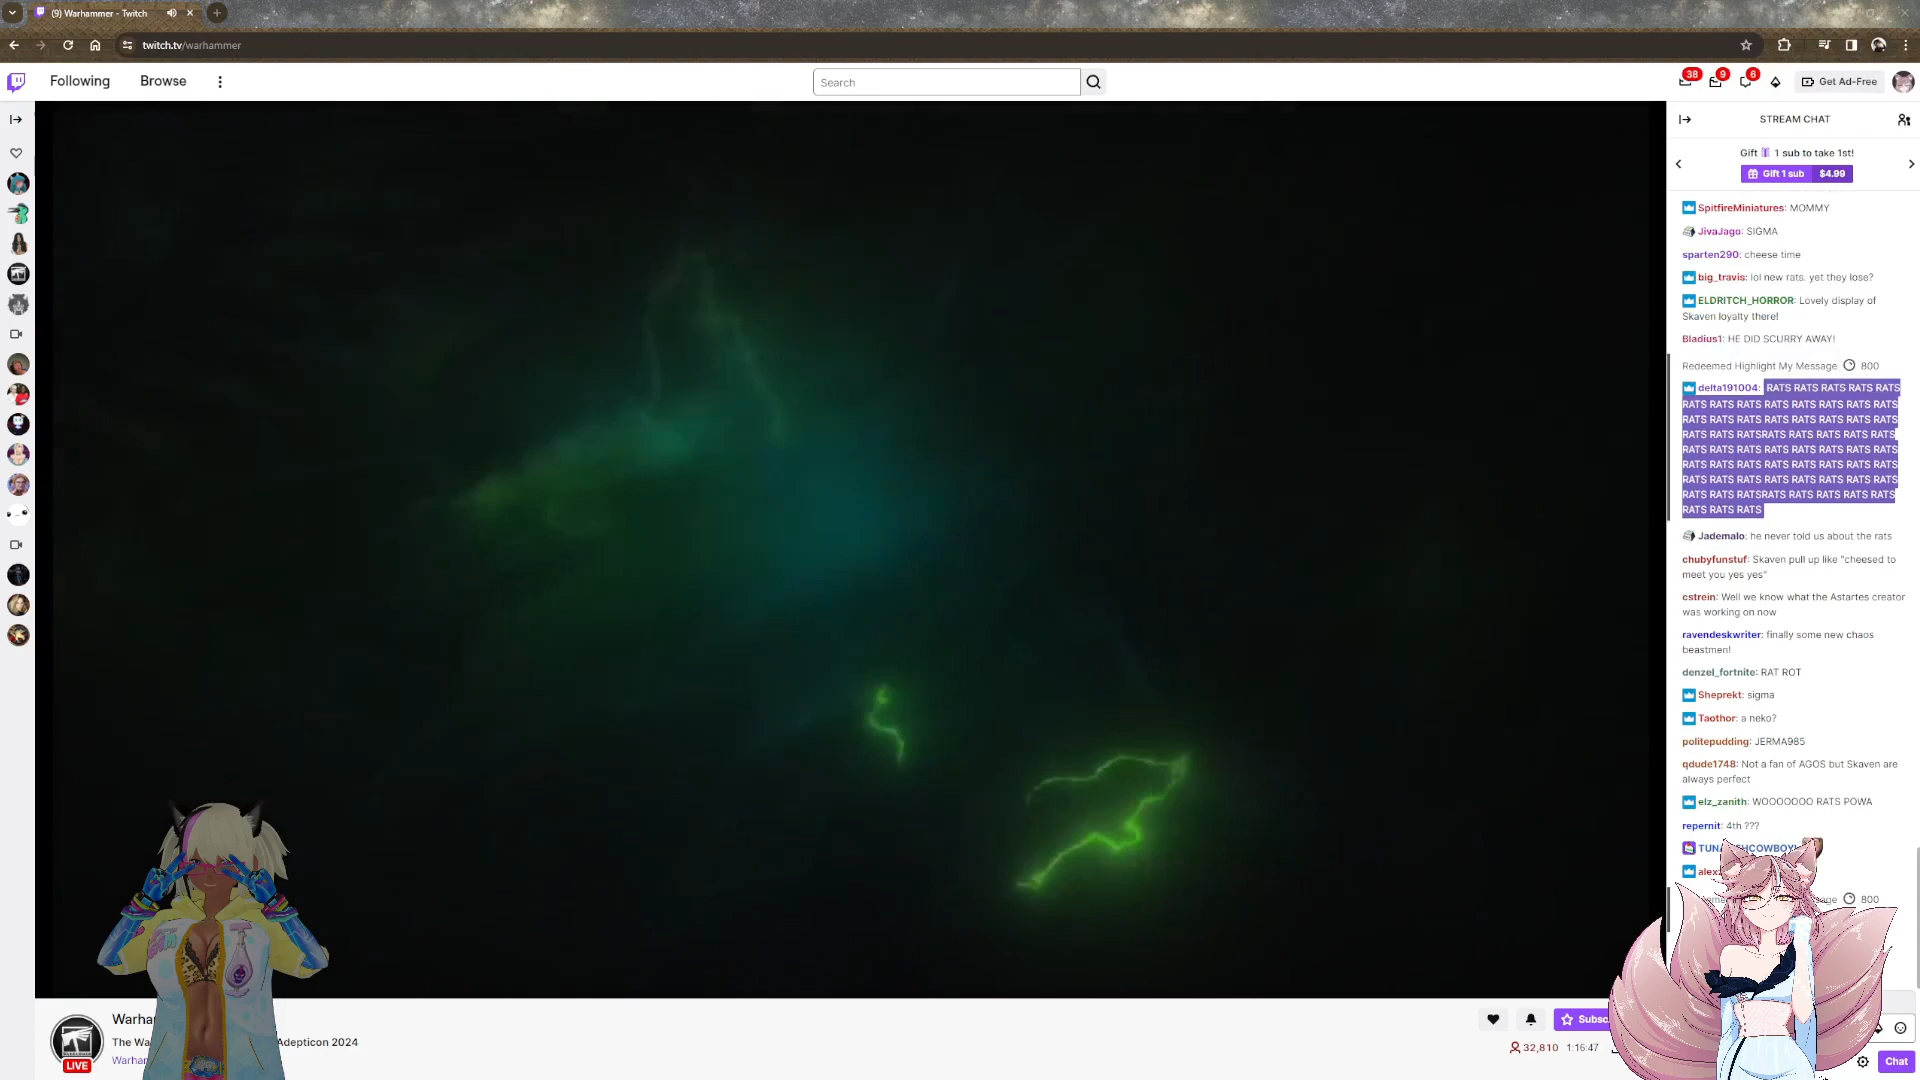 (9) Warhammer - Twitch
twitch.tv/warhammer
Following
Browse
Search
38
9
6
Get Ad-Free
STREAM CHAT
Gift 1 sub to take 1st!
Gift 1 sub $4.99
SpitfireMiniatures: MOMMY
JivaJago: SIGMA
sparten290: cheese time
big_travis: lol new rats. yet they lose?
ELDRITCH_HORROR: Lovely display of
Skaven loyalty there!
Bladius1: HE DID SCURRY AWAY!
Redeemed Highlight My Message 800
delta191004: RATS RATS RATS RATS RATS
RATS RATS RATS RATS RATS RATS RATS RATS
RATS RATS RATS RATS RATS RATS RATS RATS
RATS RATS RATSRATS RATS RATS RATS RATS
RATS RATS RATS RATS RATS RATS RATS RATS
RATS RATS RATS RATS RATS RATS RATS RATS
RATS RATS RATS RATS RATS RATS RATS RATS
RATS RATS RATSRATS RATS RATS RATS RATS
RATS RATS RATS
Jademalo: he never told us about the rats
chubyfunstuf: Skaven pull up like "cheesed to
meet you yes yes"
cstrein: Well we know what the Astartes creator
was working on now
ravendeskwriter: finally some new chaos
beastmen!
denzel_fortnite: RAT ROT
Sheprekt: sigma
Taothor: a neko?
politepudding: JERMA985
qdude1748: Not a fan of AGOS but Skaven are
always perfect
elz_zanith: WOOOOOOO RATS POWA
repernit: 4th ???
800
The Wa
Adepticon 2024
LIVE
32,810 1:16:47
Chat